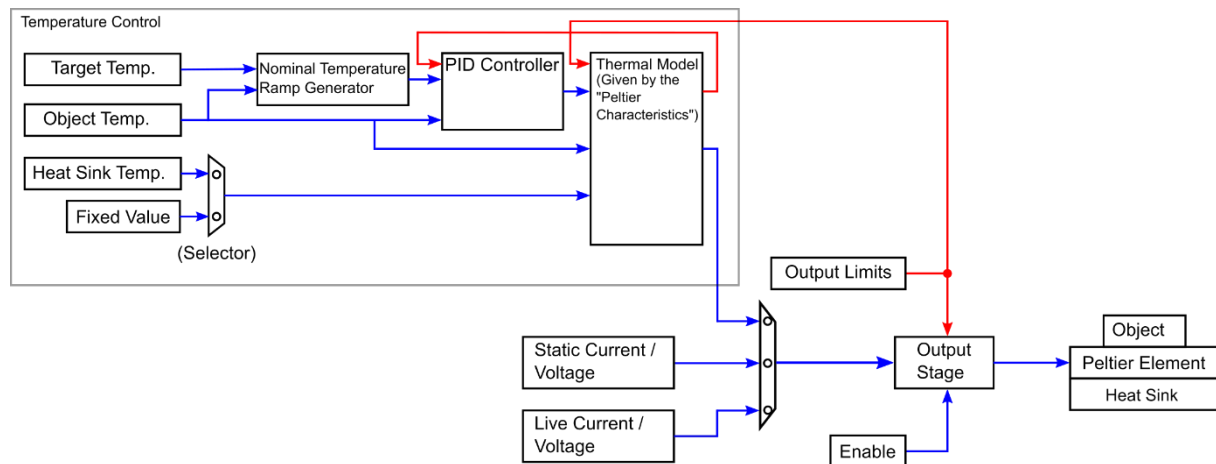 Temperature Control
Target Temp.
Object Temp.
Heat Sink Temp.
Fixed Value
(Selector)
Nominal Temperature
Ramp Generator
PID Controller
Thermal Model
(Given by the
"Peltier
Characteristics")
Output Limits
Static Current /
Voltage
Live Current /
Voltage
Output
Stage
Enable
Object
Peltier Element
Heat Sink